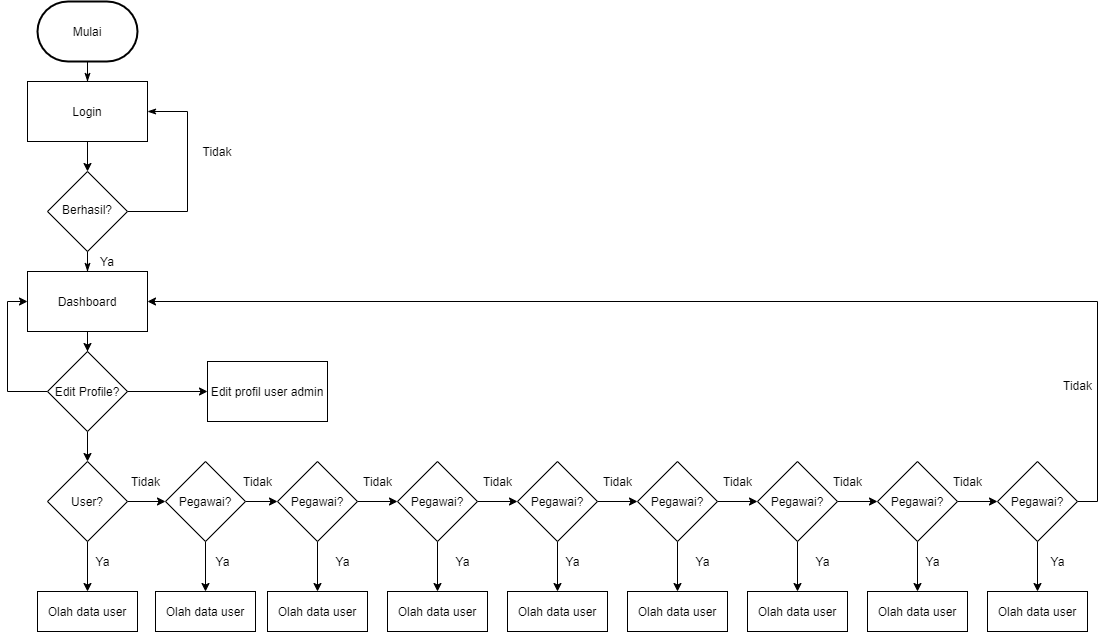 Mulai
Login
Tidak
Berhasil?
Ya
Dashboard
Tidak
Edit Profile?
Edit profil user admin
Tidak
Tidak
Tidak
Tidak
Tidak
Tidak
Tidak
Tidak
User?
Pegawai?
Pegawai?
Pegawai?
Pegawai?
Pegawai?
Pegawai?
Pegawai?
Pegawai?
Ya
Ya
Ya
Ya
Ya
Ya
Ya
Ya
Ya
Olah data user
Olah data user
Olah data user
Olah data user
Olah data user
Olah data user
Olah data user
Olah data user
Olah data user